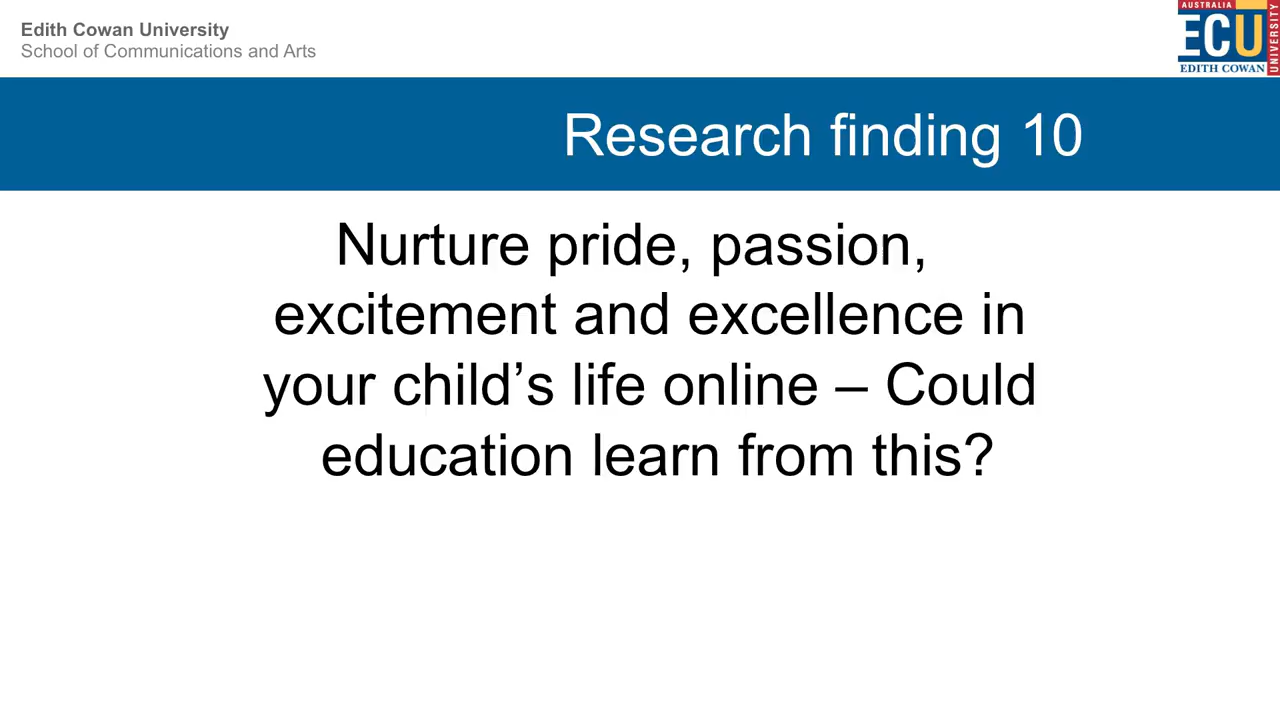 Edith Cowan University
School of Communications and Arts
AUSTRALIA
ECU
EDITH COWAN
UNIVERSITY
Research finding 10
Nurture pride, passion,
excitement and excellence in
your child’s life online – Could
education learn from this?